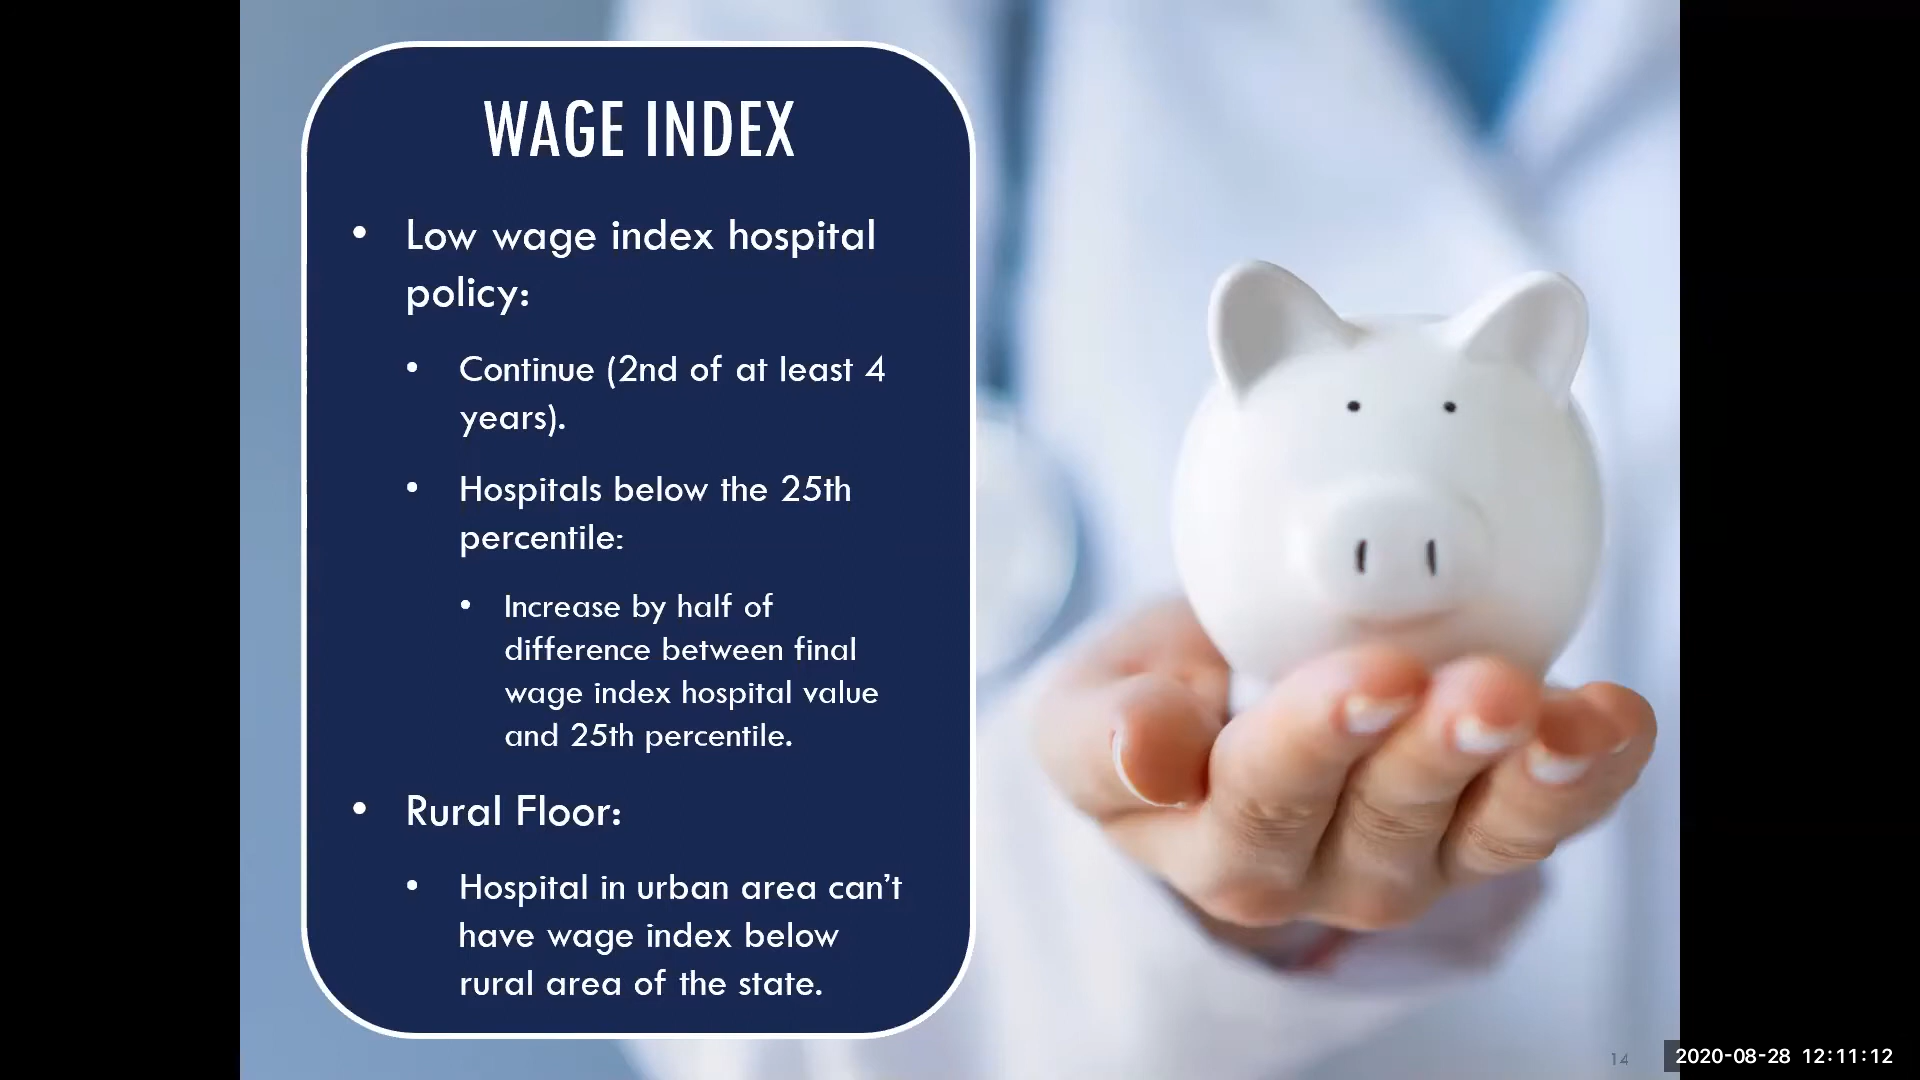 WAGE INDEX
• Low wage index hospital
policy:
• Continue (2nd of at least 4
years).
• Hospitals below the 25th
percentile:
• Increase by half of
difference between final
wage index hospital value
and 25th percentile.
• Rural Floor:
• Hospital in urban area can’t
have wage index below
rural area of the state.
14
2020-08-28 12:11:12